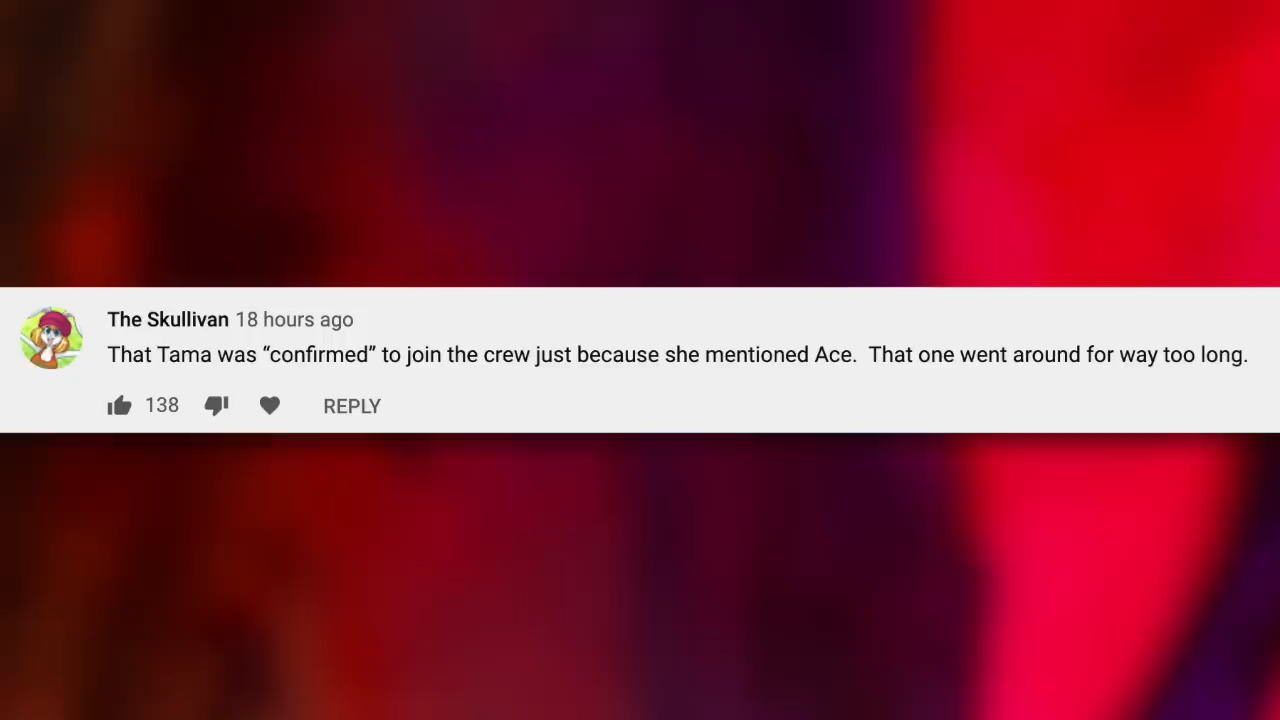 The Skullivan 18 hours ago
That Tama was “confirmed” to join the crew just because she mentioned Ace.  That one went around for way too long.
138 REPLY